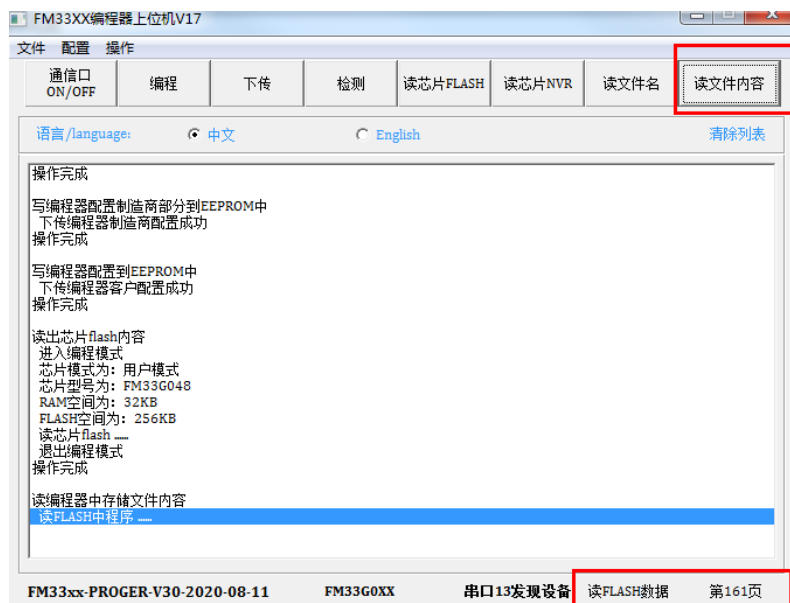 FM33XX编程器上位机V17
文件 配置 操作
通信口 ON/OFF 编程 下传 检测 读芯片FLASH 读芯片NVR 读文件名 读文件内容
语言/language: 中文 English 清除列表
操作完成
写编程器配置制造商部分到EEPROM中
下传编程器制造商配置成功
操作完成
写编程器配置到EEPROM中
下传编程器客户配置成功
操作完成
读出芯片flash内容
进入编程模式
芯片模式为: 用户模式
芯片型号为: FM33G048
RAM空间为: 32KB
FLASH空间为: 256KB
读芯片flash ......
退出编程模式
操作完成
读编程器中存储文件内容
读FLASH中程序 ......
FM33xx-PROGER-V30-2020-08-11 FM33G0XX 串口13发现设备 读FLASH数据 第161页